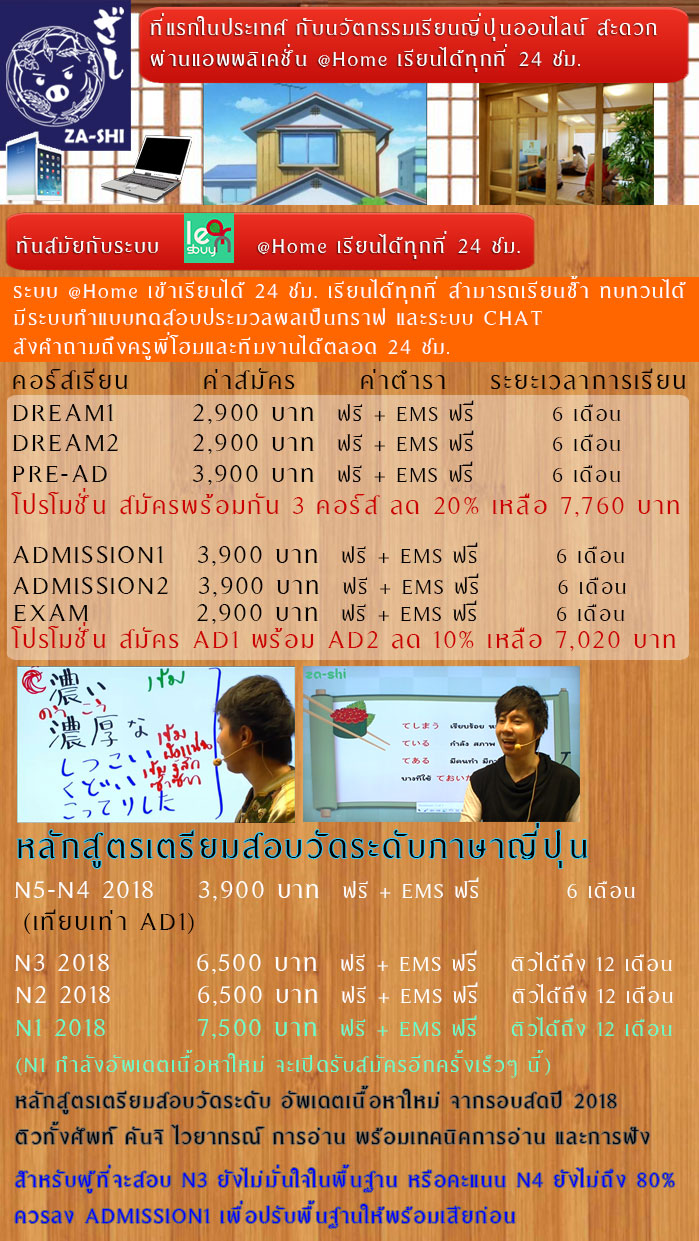 ざし
ZA-SHI
ที่แรกในประเทศ กับนวัตกรรมเรียนญี่ปุ่นออนไลน์ สะดวก
ผ่านแอพพลิเคชั่น @Home เรียนได้ทุกที่ 24 ชม.
ทันสมัยกับระบบ
@Home เรียนได้ทุกที่ 24 ชม.
ระบบ @Home เข้าเรียนได้ 24 ชม. เรียนได้ทุกที่ สามารถเรียนซ้ำ ทบทวนได้
มีระบบทำแบบทดสอบประมวลผลเป็นกราฟ และระบบ CHAT
ส่งคำถามถึงครูพี่โฮมและทีมงานได้ตลอด 24 ชม.
คอร์สเรียน ค่าสมัคร ค่าตำรา ระยะเวลาการเรียน
DREAM1 2,900 บาท ฟรี + EMS ฟรี 6 เดือน
DREAM2 2,900 บาท ฟรี + EMS ฟรี 6 เดือน
PRE-AD 3,900 บาท ฟรี + EMS ฟรี 6 เดือน
โปรโมชั่น สมัครพร้อมกัน 3 คอร์ส ลด 20% เหลือ 7,760 บาท
ADMISSION1 3,900 บาท ฟรี + EMS ฟรี 6 เดือน
ADMISSION2 3,900 บาท ฟรี + EMS ฟรี 6 เดือน
EXAM 2,900 บาท ฟรี + EMS ฟรี 6 เดือน
โปรโมชั่น สมัคร AD1 พร้อม AD2 ลด 10% เหลือ 7,020 บาท
濃い เข้ม
のう こう
濃厚な
しつこい
くどい
こってりした
za-shi
てしまう เรียบร้อย
ている กำลัง สภาพ
てある มีคนทำ
บางทีใช้ ておいた
หลักสูตรเตรียมสอบวัดระดับภาษาญี่ปุ่น
N5-N4 2018 3,900 บาท ฟรี + EMS ฟรี 6 เดือน
(เทียบเท่า AD1)
N3 2018 6,500 บาท ฟรี + EMS ฟรี ติวได้ถึง 12 เดือน
N2 2018 6,500 บาท ฟรี + EMS ฟรี ติวได้ถึง 12 เดือน
N1 2018 7,500 บาท ฟรี + EMS ฟรี ติวได้ถึง 12 เดือน
(N1 กำลังอัพเดตเนื้อหาใหม่ จะเปิดรับสมัครอีกครั้งเร็วๆ นี้)
หลักสูตรเตรียมสอบวัดระดับ อัพเดตเนื้อหาใหม่ จากรอบสดปี 2018
ติวทั้งศัพท์ คันจิ ไวยากรณ์ การอ่าน พร้อมเทคนิคการอ่าน และการฟัง
สำหรับผู้ที่จะสอบ N3 ยังไม่มั่นใจในพื้นฐาน หรือคะแนน N4 ยังไม่ถึง 80%
ควรลง ADMISSION1 เพื่อปรับพื้นฐานให้พร้อมเสียก่อน